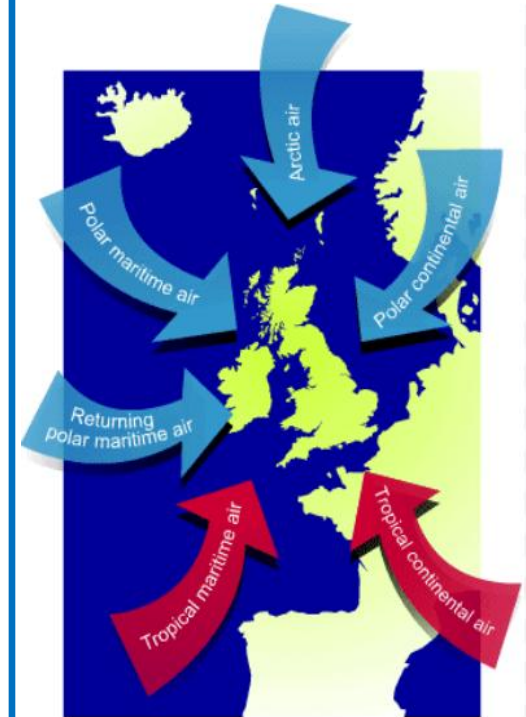 Arctic air
Polar maritime air
Polar continental air
Returning
polar maritime air
Tropical maritime air
Tropical continental air